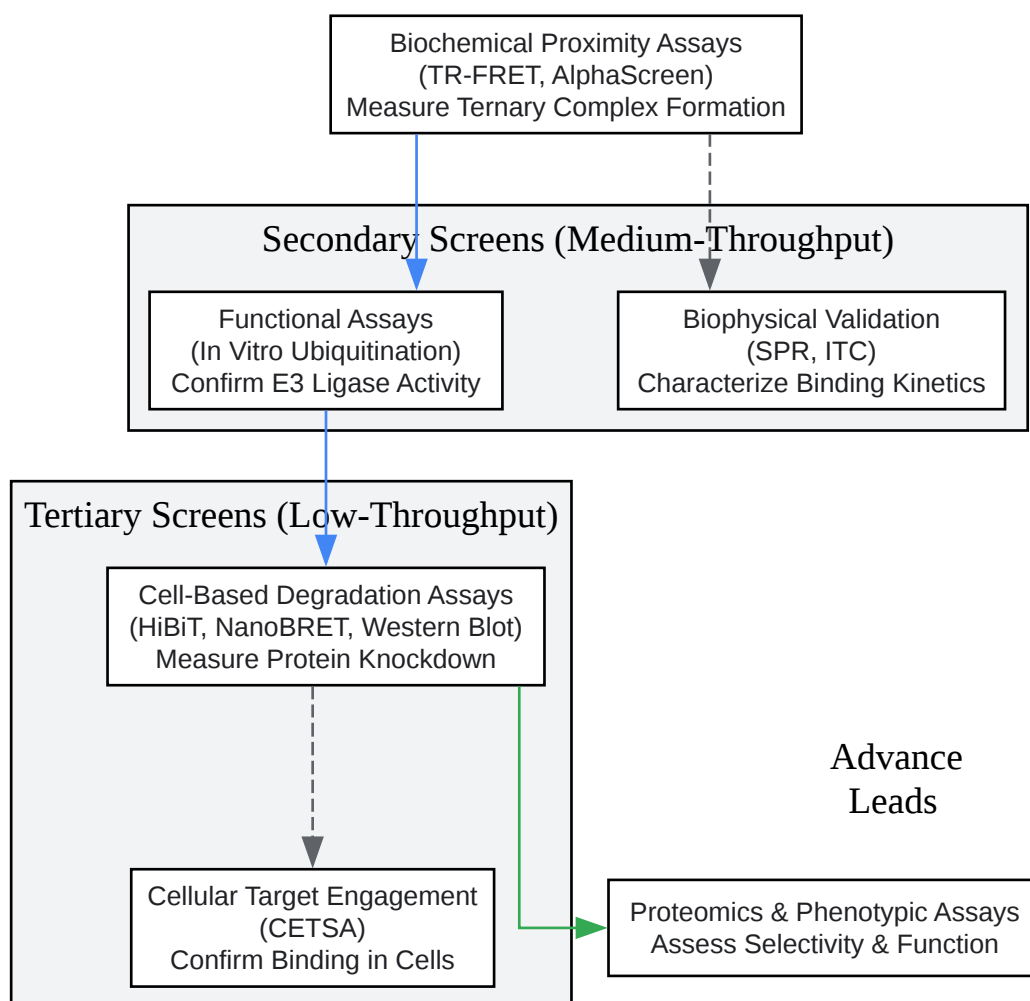 Biochemical Proximity Assays
(TR-FRET, AlphaScreen)
Measure Ternary Complex Formation
Secondary Screens (Medium-Throughput)
Functional Assays
(In Vitro Ubiquitination)
Confirm E3 Ligase Activity
Biophysical Validation
(SPR, ITC)
Characterize Binding Kinetics
Tertiary Screens (Low-Throughput)
Cell-Based Degradation Assays
(HiBiT, NanoBRET, Western Blot)
Measure Protein Knockdown
Advance
Leads
Cellular Target Engagement
(CETSA)
Confirm Binding in Cells
Proteomics & Phenotypic Assays
Assess Selectivity & Function